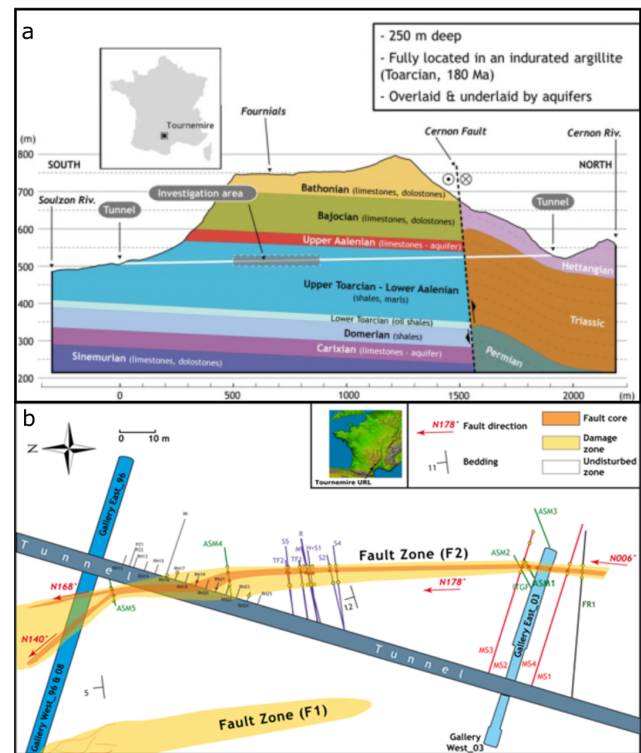 a
- 250 m deep
- Fully located in an indurated argillite
(Toarcian, 180 Ma)
- Overlaid & underlaid by aquifers
Tournemire
Fournials
Cernon Fault
Cernon Riv.
(m)
SOUTH
NORTH
800
700
600
500
400
300
Soulzon Riv.
Tunnel
Investigation area
Tunnel
Bathonian (limestones, dolostones)
Bajocian (limestones, dolostones)
Upper Aalenian (limestones - aquifer)
Hettangian
Upper Toarcian - Lower Aalenian
(shales, marls)
Triassic
Lower Toarcian (oil shales)
Domerian (shales)
Carixian (limestones - aquifer)
Permian
Sinemurian (limestones, dolostones)
0
500
1000
1500
2000
(m)
b
N
0 10 m
Tournemire URL
N178°
Fault direction
11
Bedding
Fault core
Damage
zone
Undisturbed
zone
Gallery East_96
Tunnel
ASM4
S5
R
M
H+S1
S4
TF2
S2
Fault Zone (F2)
ASM3
ASM2
ASM1
N006°
N168°
N178°
N140°
ASM5
12
Gallery East_03
FR1
MS3
MS2
MS4
MS1
Tunnel
Gallery West_96 & 08
5
Fault Zone (F1)
Gallery
West_03